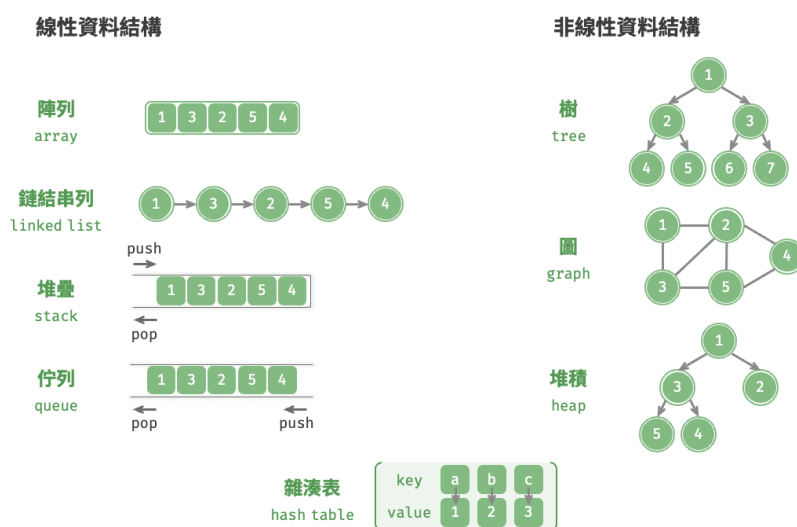 線性資料結構
陣列
array
1 3 2 5 4
鏈結串列
linked list
1 3 2 5 4
堆疊
stack
push
1 3 2 5 4
pop
佇列
queue
1 3 2 5 4
pop push
非線性資料結構
樹
tree
1
2 3
4 5 6 7
圖
graph
1 2
4
3 5
堆積
heap
1
3 2
5 4
雜湊表
hash table
key a b c
value 1 2 3